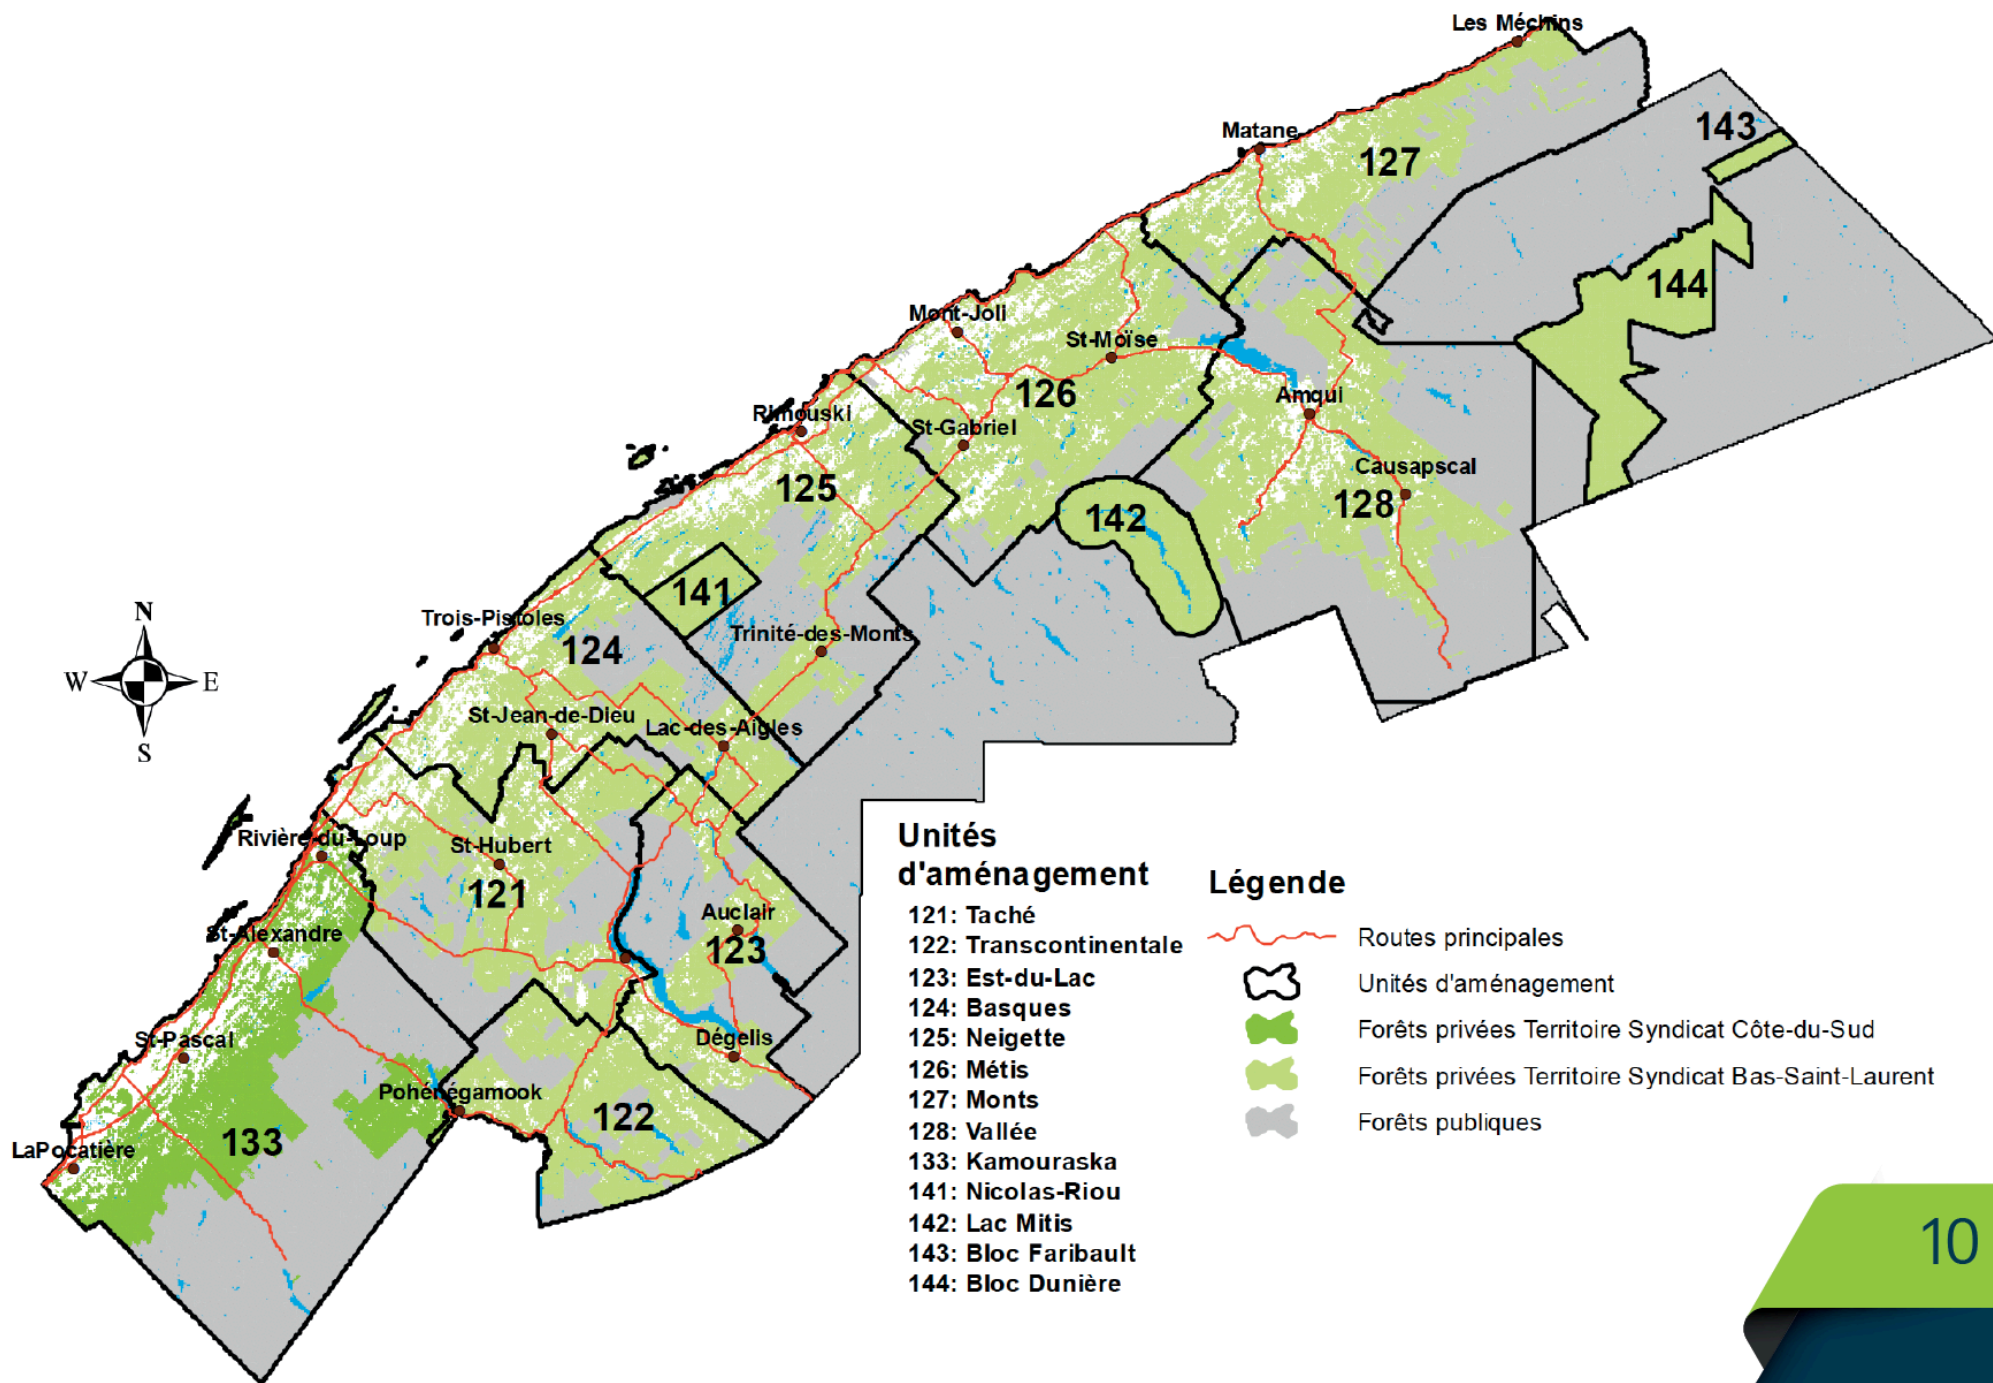 Les Méchins
143
Matane
127
144
Mont-Joli
St-Moïse
126
Amqui
Rimouski
St-Gabriel
Causapscal
125
128
142
141
N
Trois-Pistoles
Trinité-des-Monts
124
W
E
St-Jean-de-Dieu
Lac-des-Aigles
S
Rivière-du-Loup
St-Hubert
121
Auclair
St-Alexandre
123
St-Pascal
Dégelis
Pohénégamook
122
133
LaPocatière
Unités
d'aménagement
121: Taché
122: Transcontinentale
123: Est-du-Lac
124: Basques
125: Neigette
126: Métis
127: Monts
128: Vallée
133: Kamouraska
141: Nicolas-Riou
142: Lac Mitis
143: Bloc Faribault
144: Bloc Dunière
Légende
Routes principales
Unités d'aménagement
Forêts privées Territoire Syndicat Côte-du-Sud
Forêts privées Territoire Syndicat Bas-Saint-Laurent
Forêts publiques
10